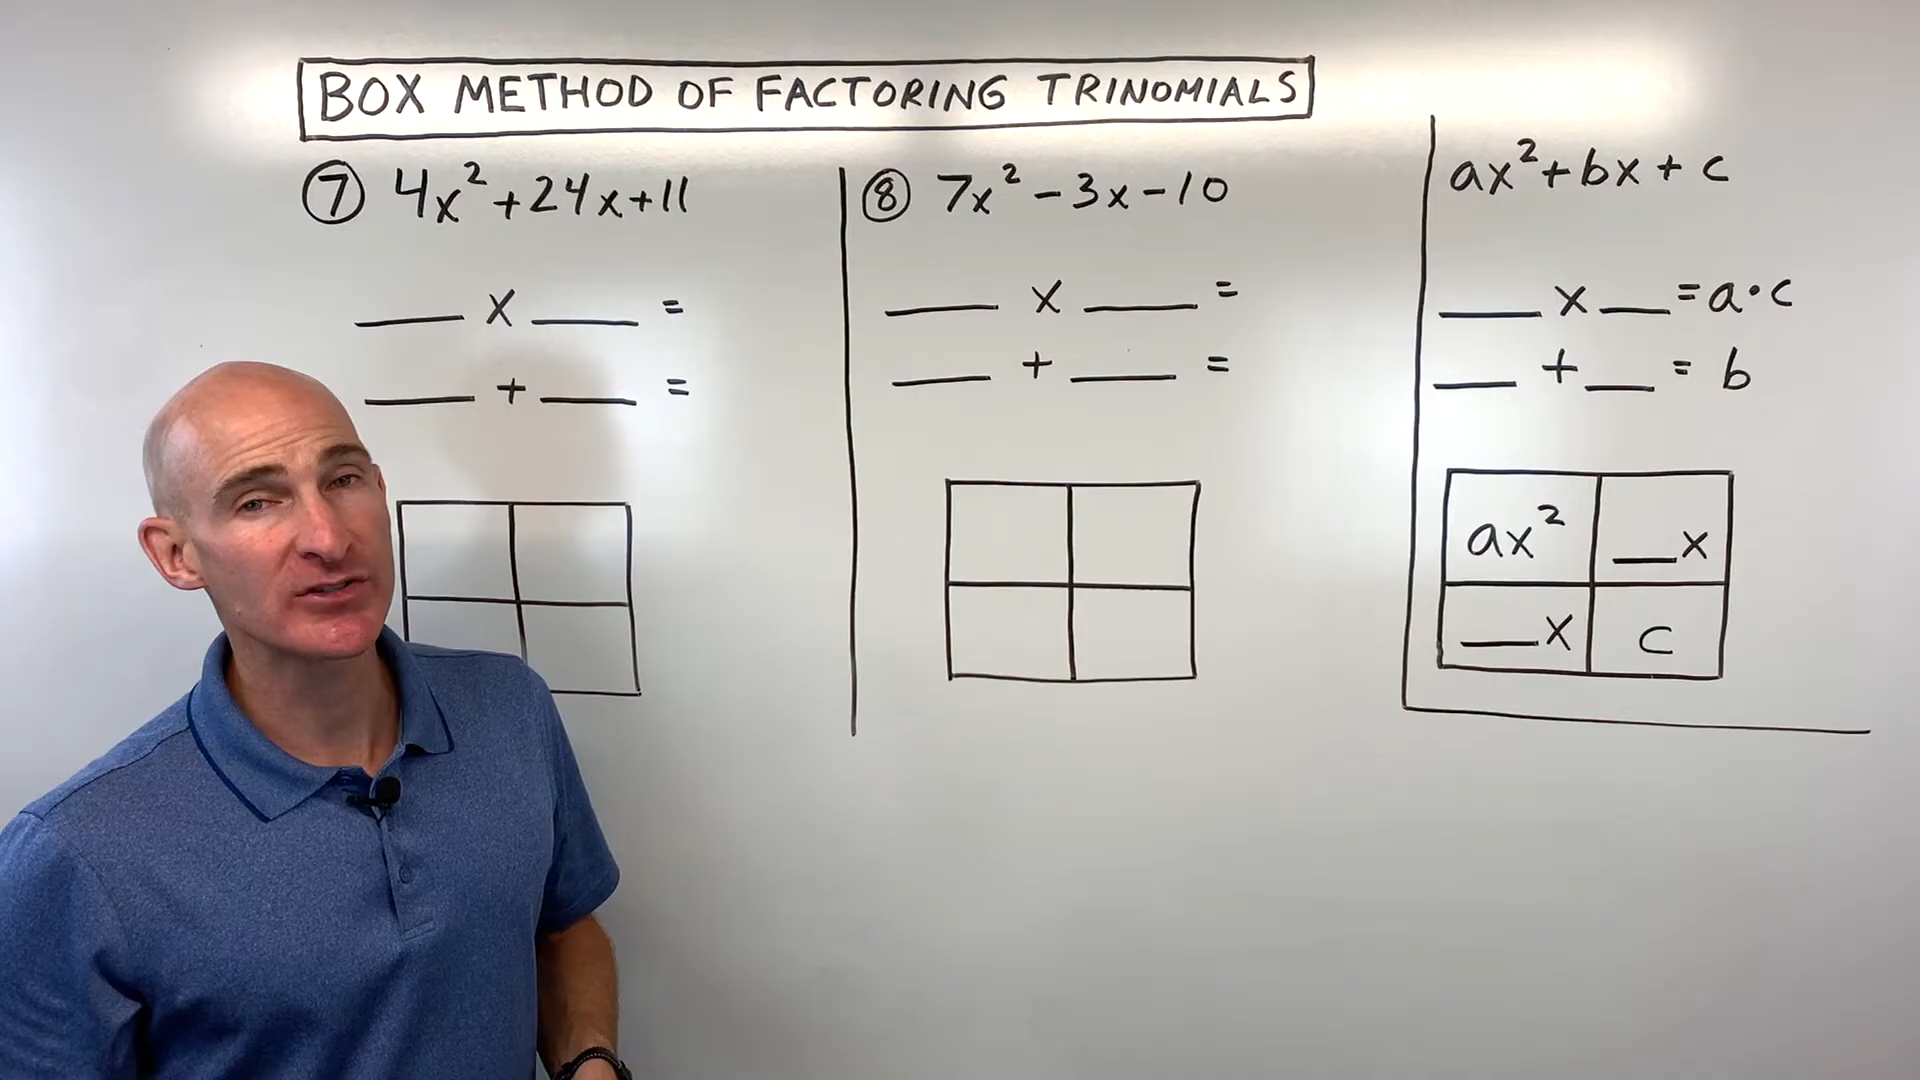 BOX METHOD OF FACTORING TRINOMIALS
⑦ 4x² + 24x + 11
___ x ___ =
___ + ___ =
⑧ 7x² - 3x - 10
___ x ___ =
___ + ___ =
ax² + bx + c
___ x ___ = a·c
___ + ___ = b
ax² ___x
___x c